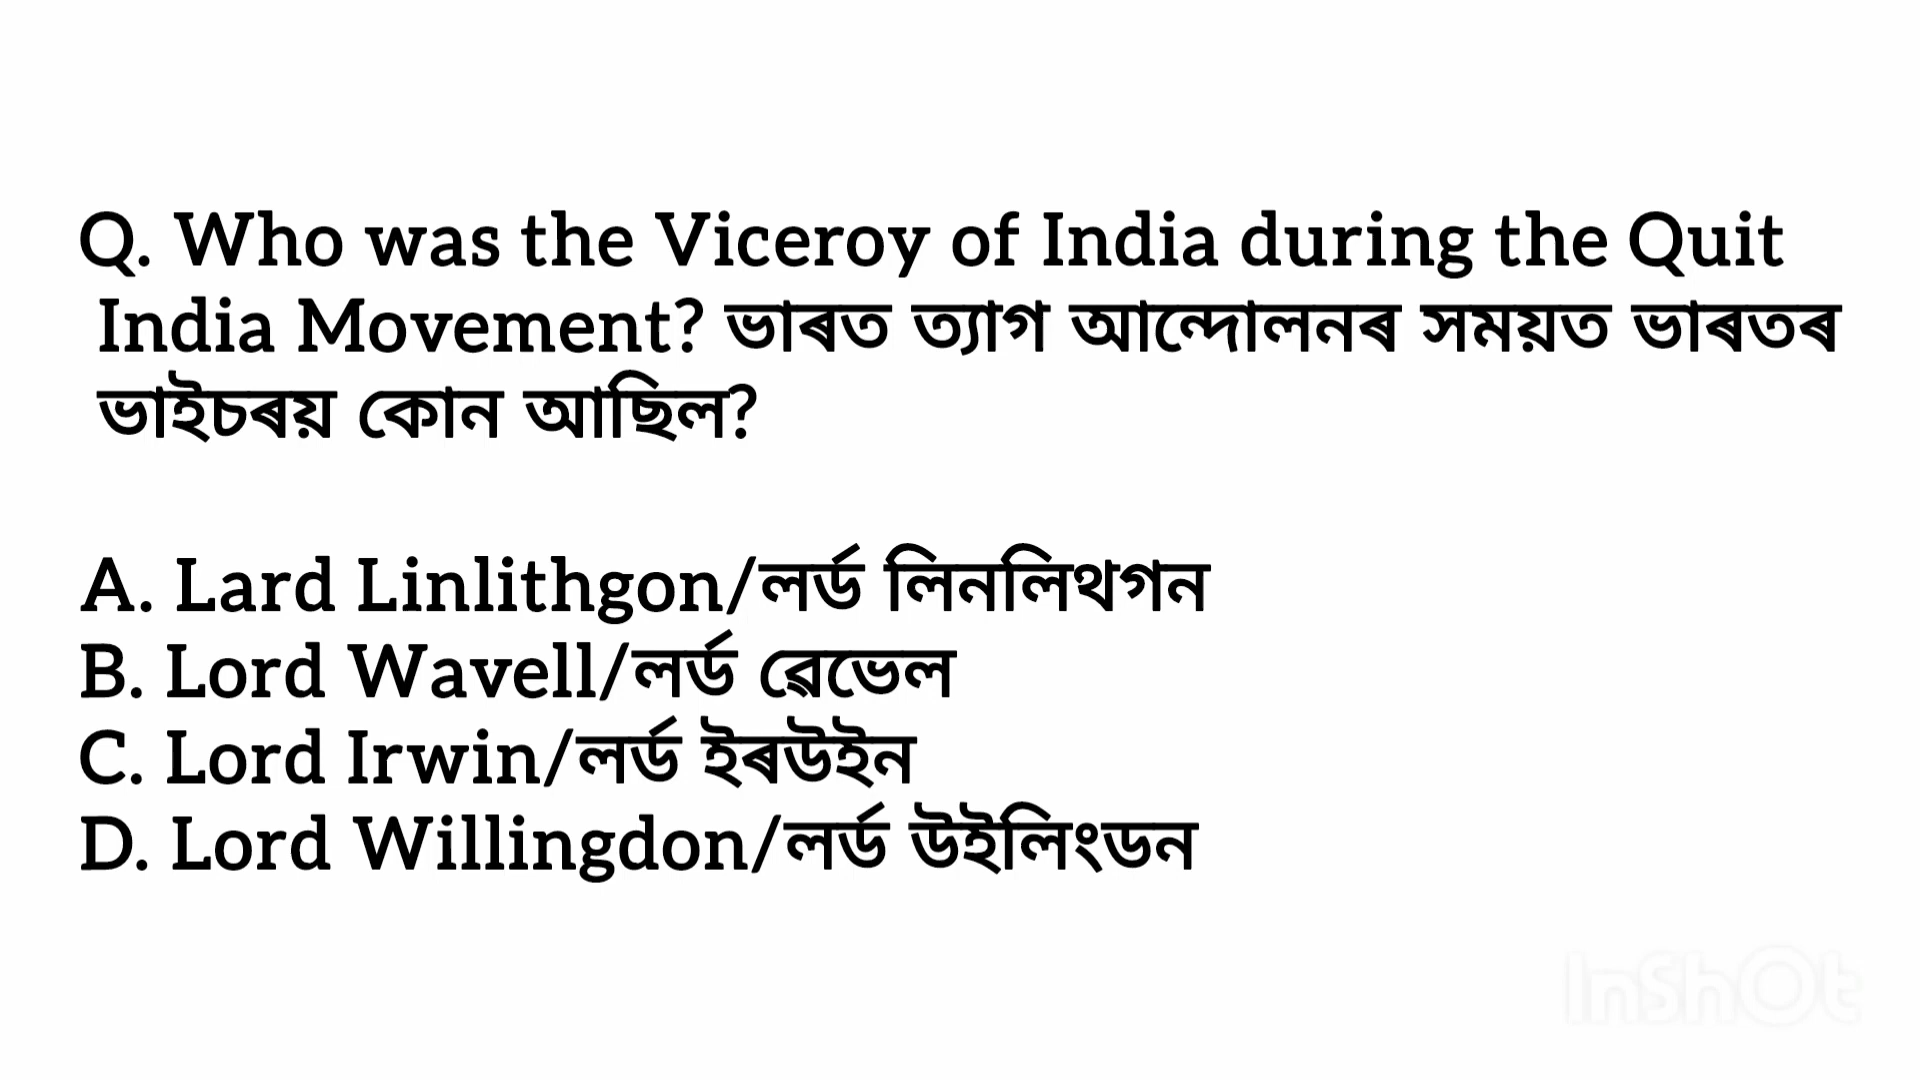 Q. Who was the Viceroy of India during the Quit
India Movement? ভাৰত ত্যাগ আন্দোলনৰ সময়ত ভাৰতৰ
ভাইচৰয় কোন আছিল?
A. Lard Linlithgon/লৰ্ড লিনলিথগন
B. Lord Wavell/লৰ্ড ৱেভেল
C. Lord Irwin/লৰ্ড ইৰউইন
D. Lord Willingdon/লৰ্ড উইলিংডন
InShOt